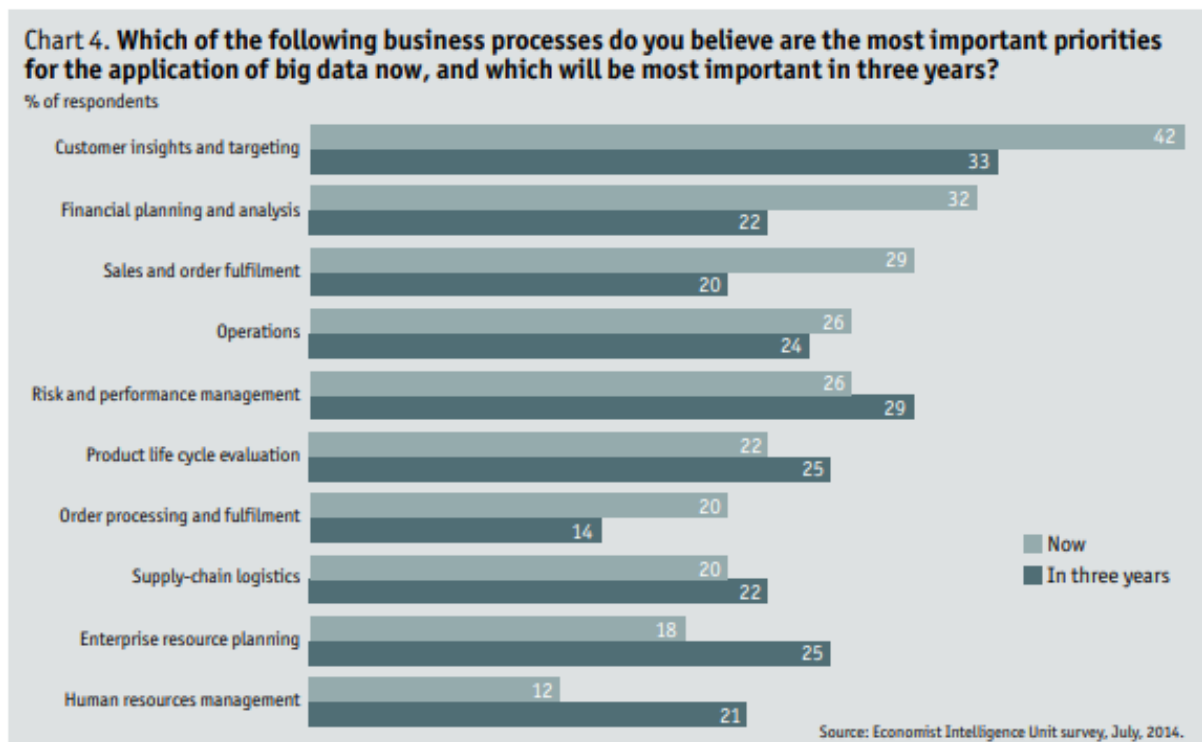 Chart 4. Which of the following business processes do you believe are the most important priorities
for the application of big data now, and which will be most important in three years?
% of respondents
Customer insights and targeting
42
33
Financial planning and analysis
32
22
Sales and order fulfilment
29
20
Operations
26
24
Risk and performance management
26
29
Product life cycle evaluation
22
25
Order processing and fulfilment
20
14
Supply-chain logistics
20
22
Enterprise resource planning
18
25
Human resources management
12
21
Now
In three years
Source: Economist Intelligence Unit survey, July, 2014.